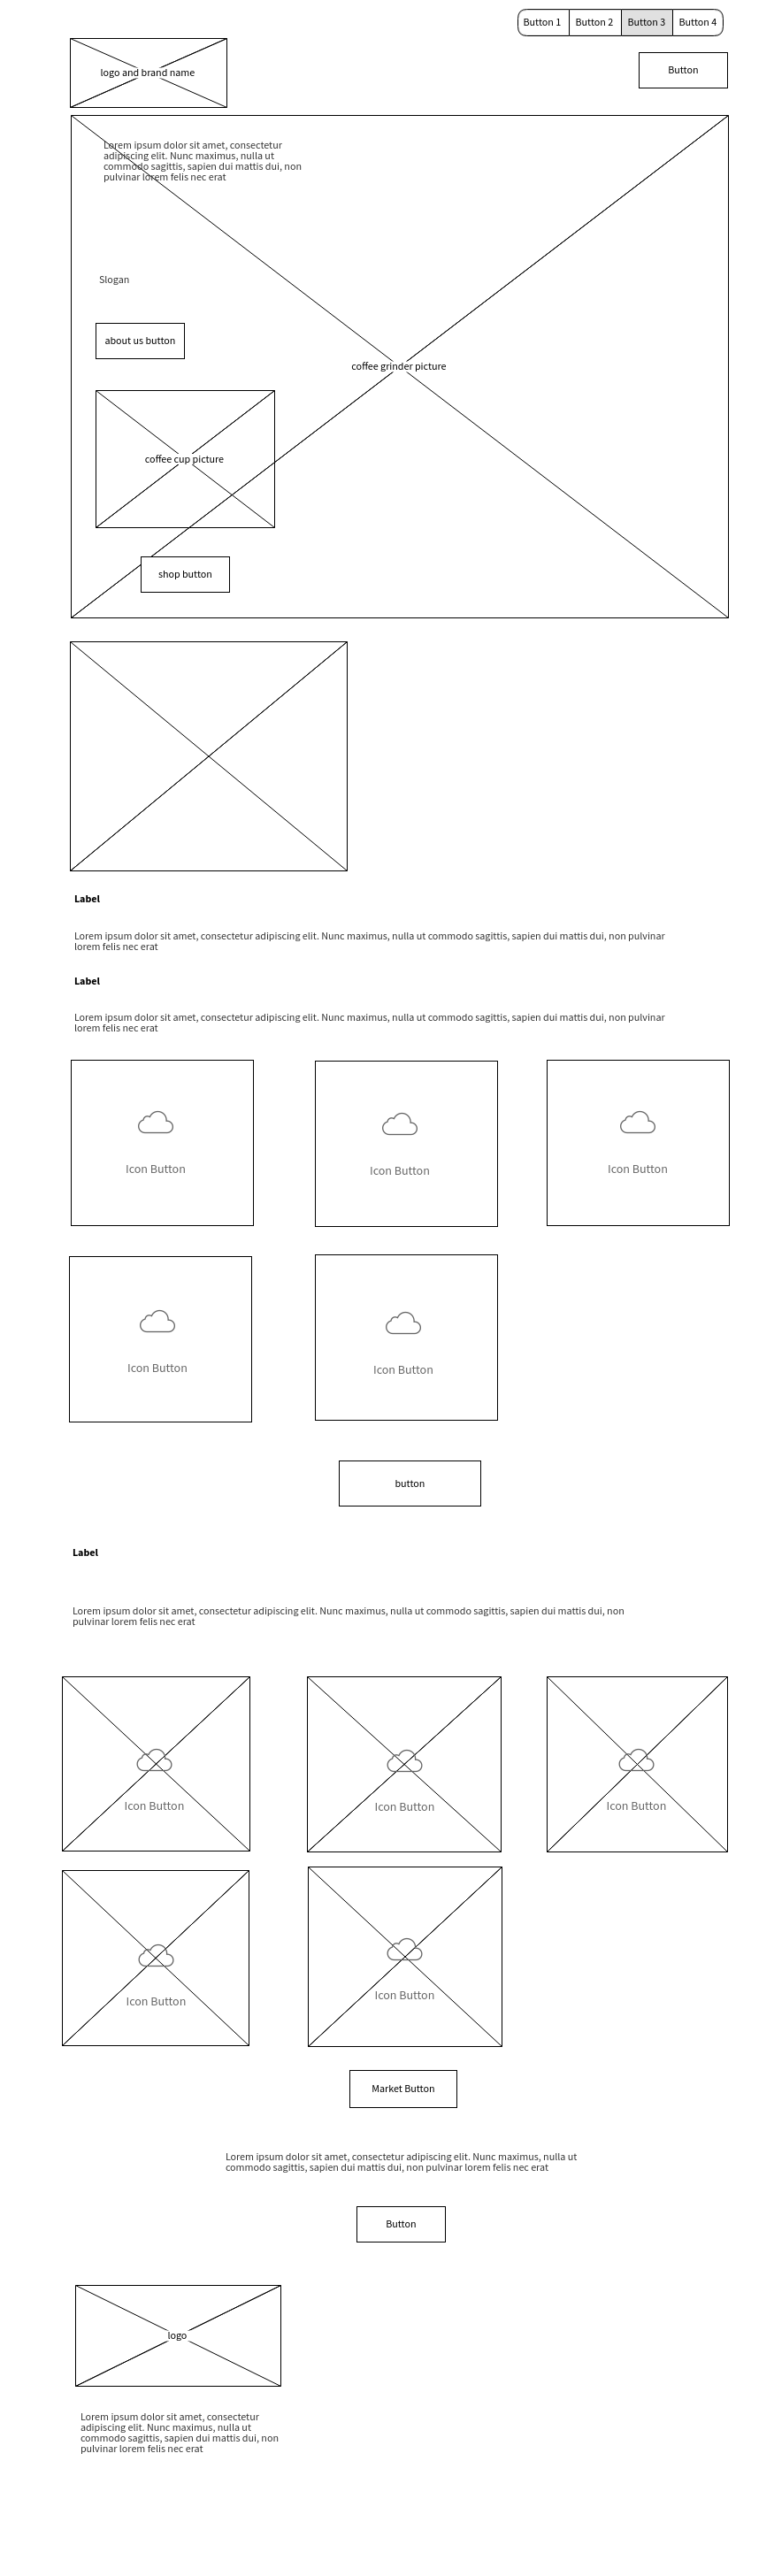 Button 1 Button 2 Button 3 Button 4
logo and brand name
Button
Lorem ipsum dolor sit amet, consectetur
adipiscing elit. Nunc maximus, nulla ut
commodo sagittis, sapien dui mattis dui, non
pulvinar lorem felis nec erat
Slogan
about us button
coffee grinder picture
coffee cup picture
shop button
Label
Lorem ipsum dolor sit amet, consectetur adipiscing elit. Nunc maximus, nulla ut commodo sagittis, sapien dui mattis dui, non pulvinar
lorem felis nec erat
Label
Lorem ipsum dolor sit amet, consectetur adipiscing elit. Nunc maximus, nulla ut commodo sagittis, sapien dui mattis dui, non pulvinar
lorem felis nec erat
Icon Button Icon Button Icon Button
Icon Button Icon Button
button
Label
Lorem ipsum dolor sit amet, consectetur adipiscing elit. Nunc maximus, nulla ut commodo sagittis, sapien dui mattis dui, non
pulvinar lorem felis nec erat
Icon Button Icon Button Icon Button
Icon Button Icon Button
Market Button
Lorem ipsum dolor sit amet, consectetur adipiscing elit. Nunc maximus, nulla ut
commodo sagittis, sapien dui mattis dui, non pulvinar lorem felis nec erat
Button
logo
Lorem ipsum dolor sit amet, consectetur
adipiscing elit. Nunc maximus, nulla ut
commodo sagittis, sapien dui mattis dui, non
pulvinar lorem felis nec erat